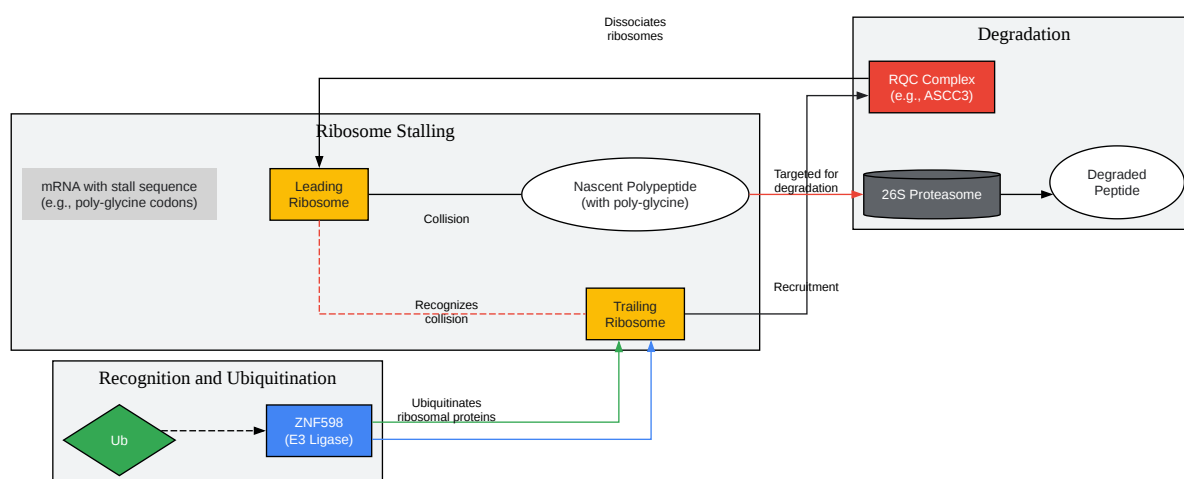 Dissociates
ribosomes
Degradation
RQC Complex
(e.g., ASCC3)
Ribosome Stalling
mRNA with stall sequence
(e.g., poly-glycine codons)
Leading
Ribosome
Collision
Nascent Polypeptide
(with poly-glycine)
Targeted for
degradation
26S Proteasome
Degraded
Peptide
Recognizes
collision
Trailing
Ribosome
Recruitment
Recognition and Ubiquitination
Ub
ZNF598
(E3 Ligase)
Ubiquitinates
ribosomal proteins